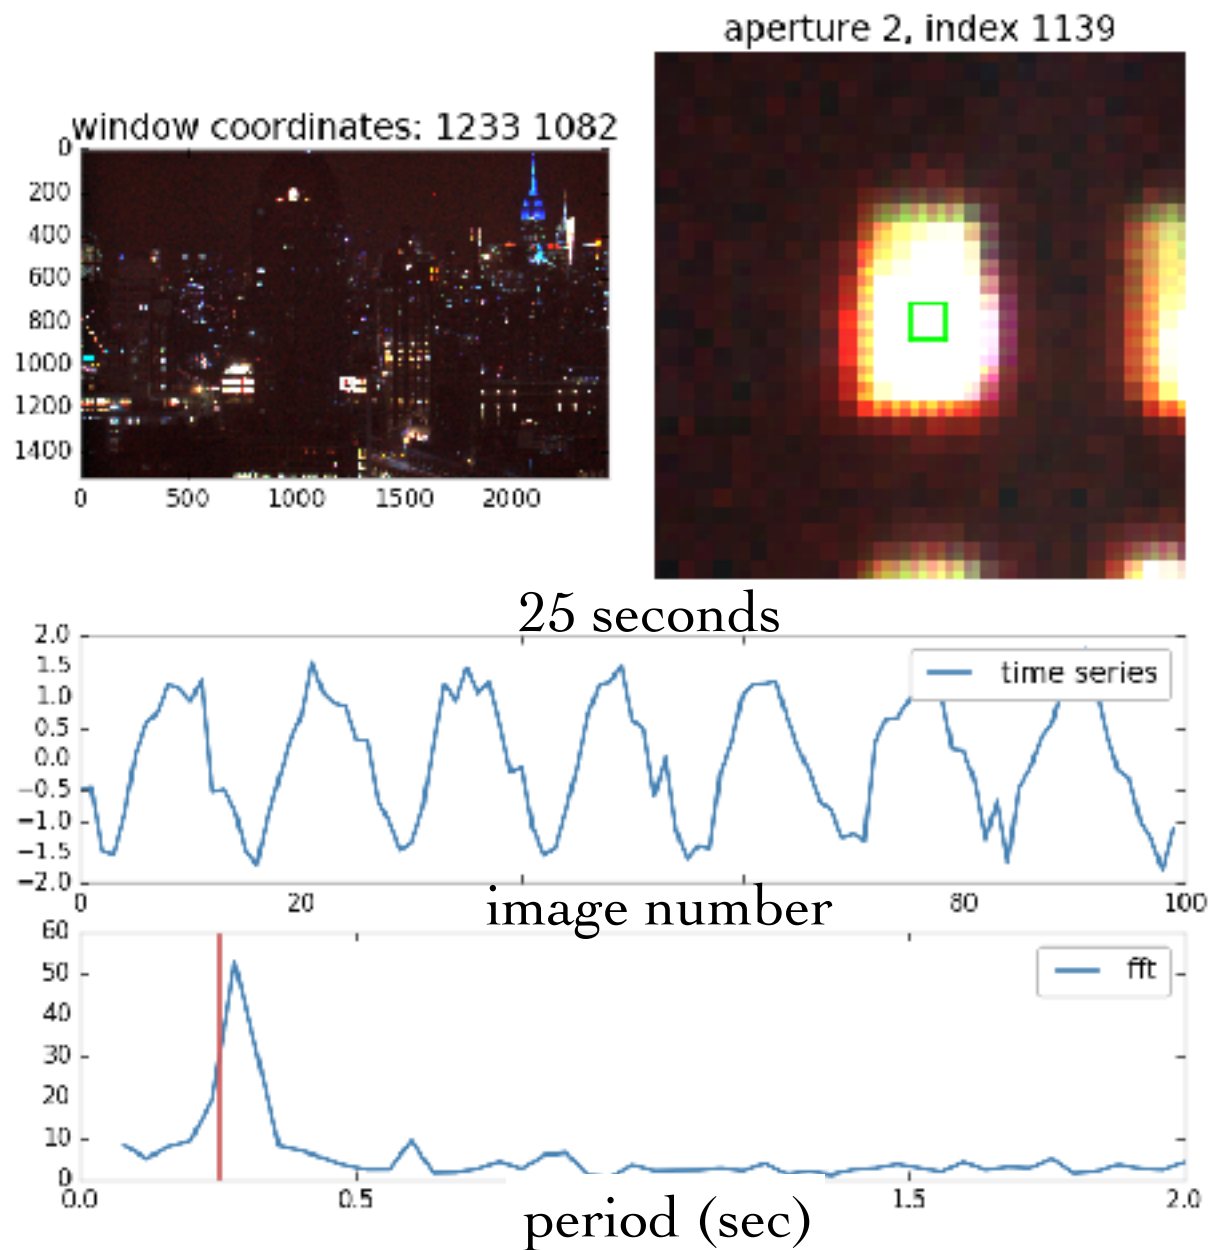 aperture 2, index 1139
window coordinates: 1233 1082
0
200
400
600
800
1000
1200
1400
0 500 1000 1500 2000
25 seconds
2.0
1.5
1.0
0.5
0.0
−0.5
−1.0
−1.5
−2.0
time series
0 20 80 100
image number
60
50
40
30
20
10
0
fft
0.0 0.5 1.5 2.0
period (sec)